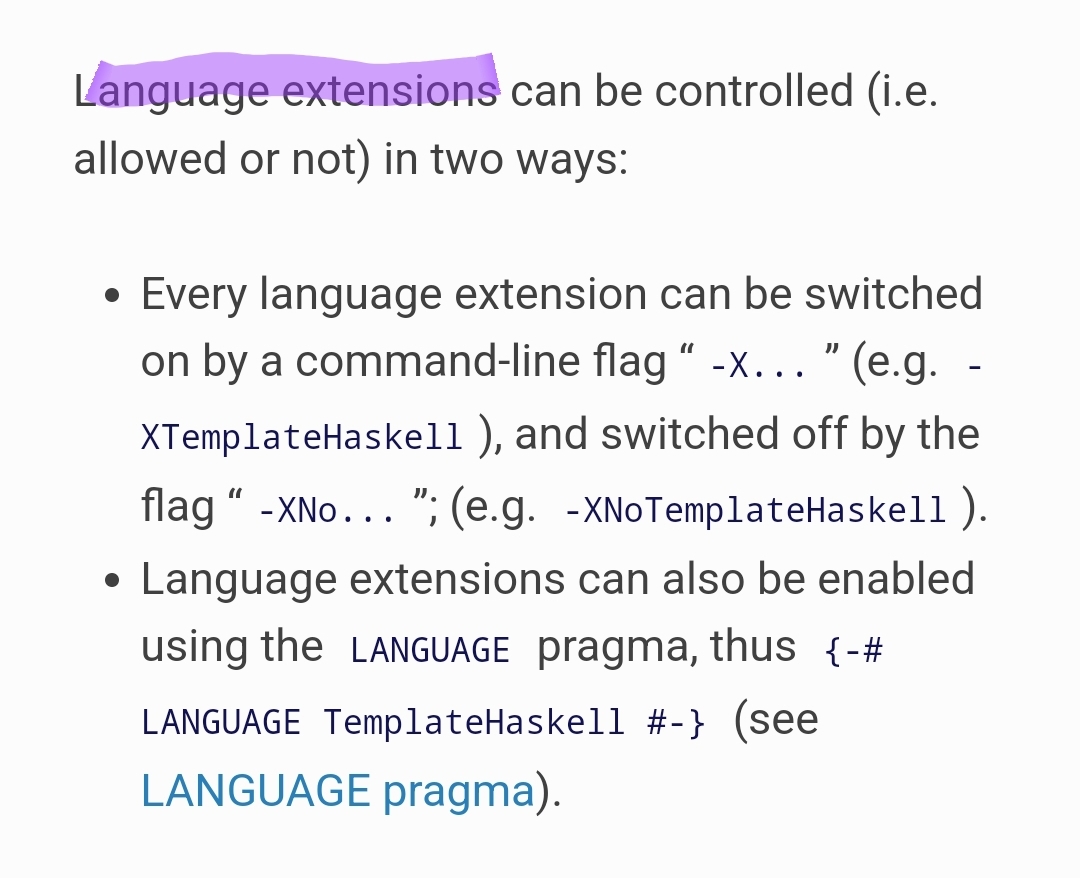 Language extensions can be controlled (i.e.
allowed or not) in two ways:
• Every language extension can be switched
on by a command-line flag “ -X... ” (e.g. -
XTemplateHaskell ), and switched off by the
flag “ -XNo... ”; (e.g. -XNoTemplateHaskell ).
• Language extensions can also be enabled
using the LANGUAGE pragma, thus {-#
LANGUAGE TemplateHaskell #-} (see
LANGUAGE pragma).